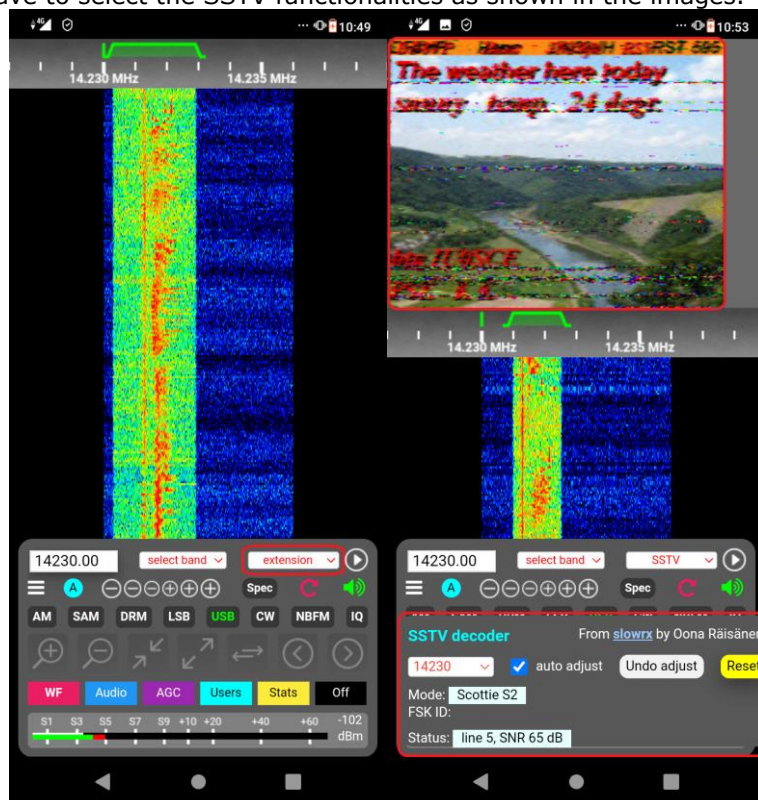 have to select the SSTV functionalities as shown in the images.
4G
10:49
14.230 MHz
14.235 MHz
14230.00
select band
extension
A
Spec
AM SAM DRM LSB USB CW NBFM IQ
WF Audio AGC Users Stats Off
S1 S3 S5 S7 S9 +10 +20 +40 +60 -102
dBm
4G
10:53
RST 595
The weather here today
sunny temp. 24 degr.
14.230 MHz
14.235 MHz
14230.00
select band
SSTV
A
Spec
SSTV decoder
From slowrx by Oona Räisänen
14230
auto adjust
Undo adjust
Reset
Mode: Scottie S2
FSK ID:
Status: line 5, SNR 65 dB